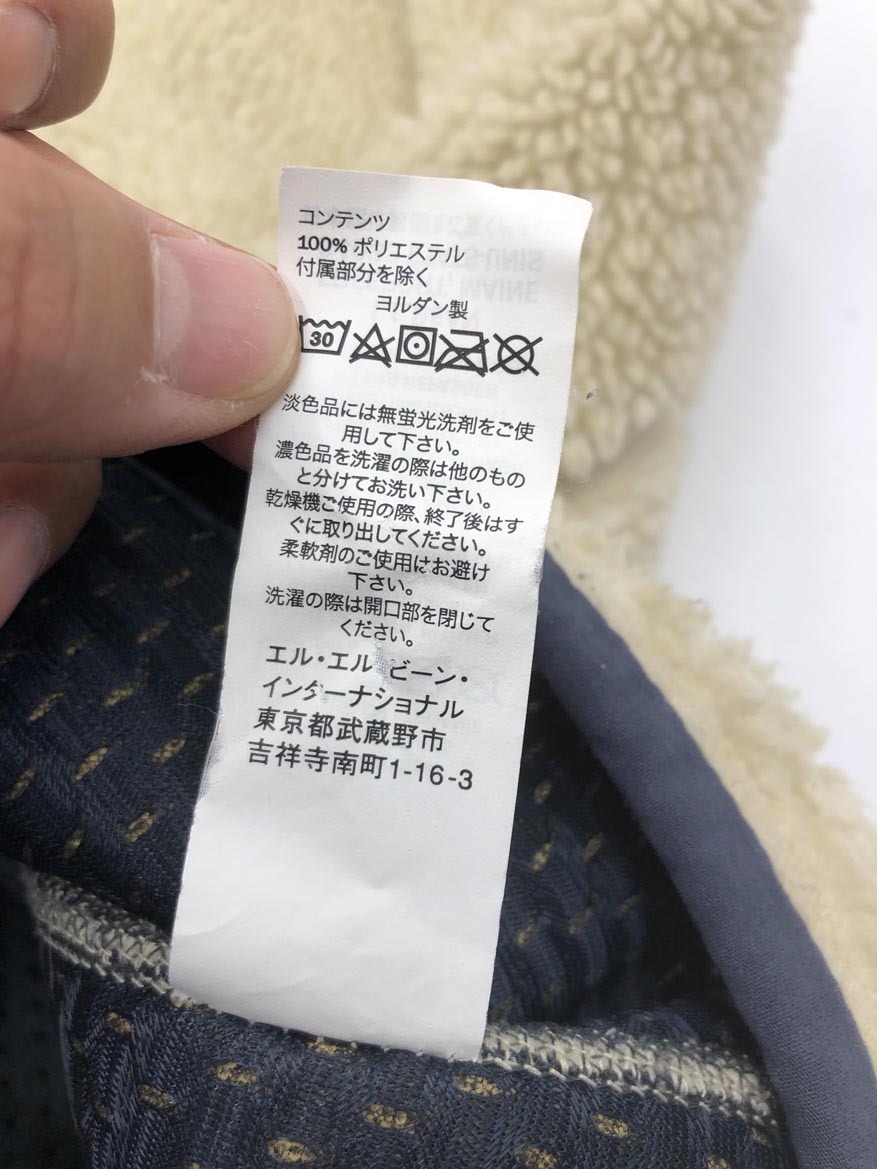 コンテンツ
100% ポリエステル
付属部分を除く
ヨルダン製
30
淡色品には無蛍光洗剤をご使
用して下さい。
濃色品を洗濯の際は他のもの
と分けてお洗い下さい。
乾燥機ご使用の際、終了後はす
ぐに取り出してください。
柔軟剤のご使用はお避け
下さい。
洗濯の際は開口部を閉じて
ください。
エル・エル ビーン・
インターナショナル
東京都武蔵野市
吉祥寺南町1-16-3